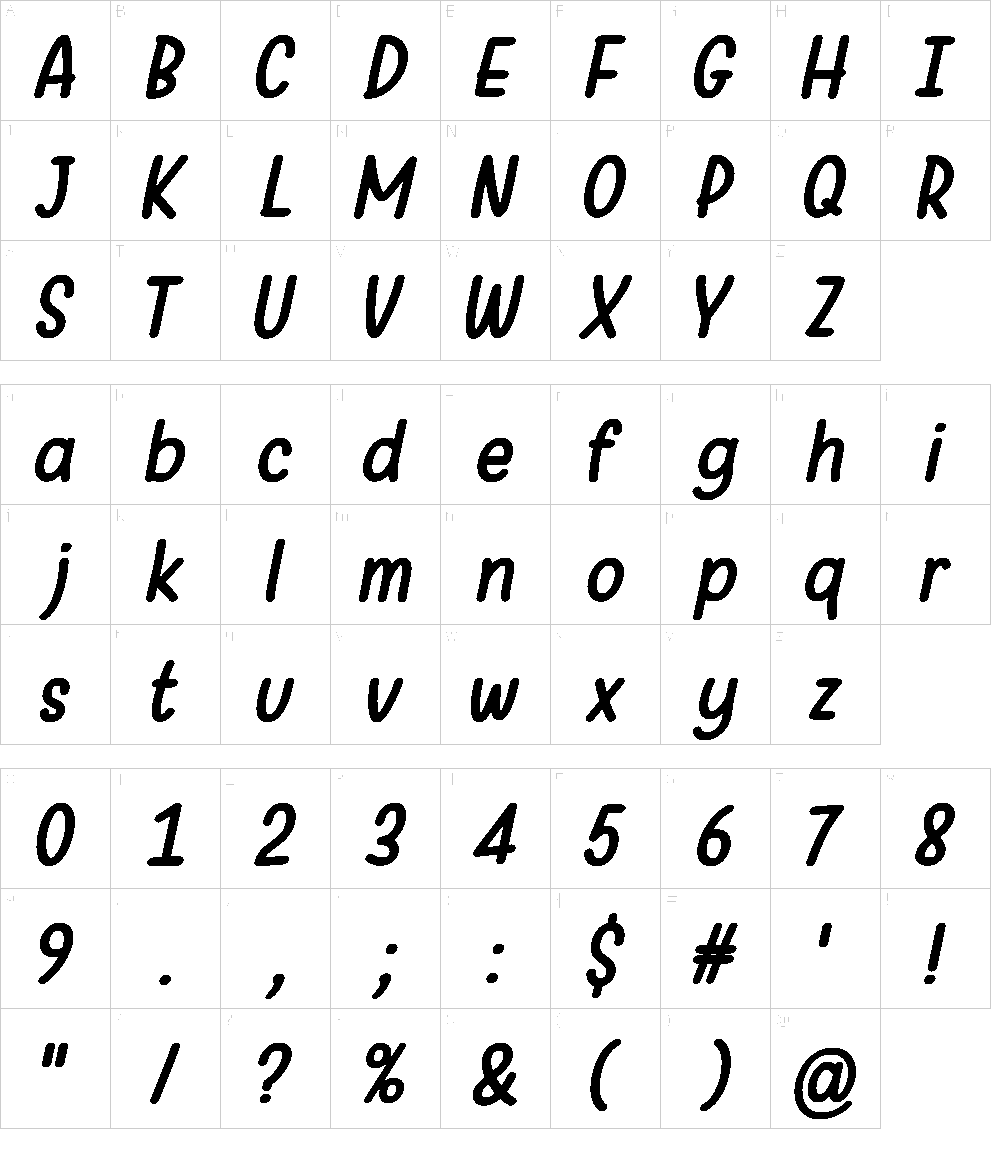 A B C D E F G H I
J K L M N O P Q R
S T U V W X Y Z
a b c d e f g h i
j k l m n o p q r
s t u v w x y z
0 1 2 3 4 5 6 7 8
9 . , ; : $ # ' !
" / ? % & ( ) @